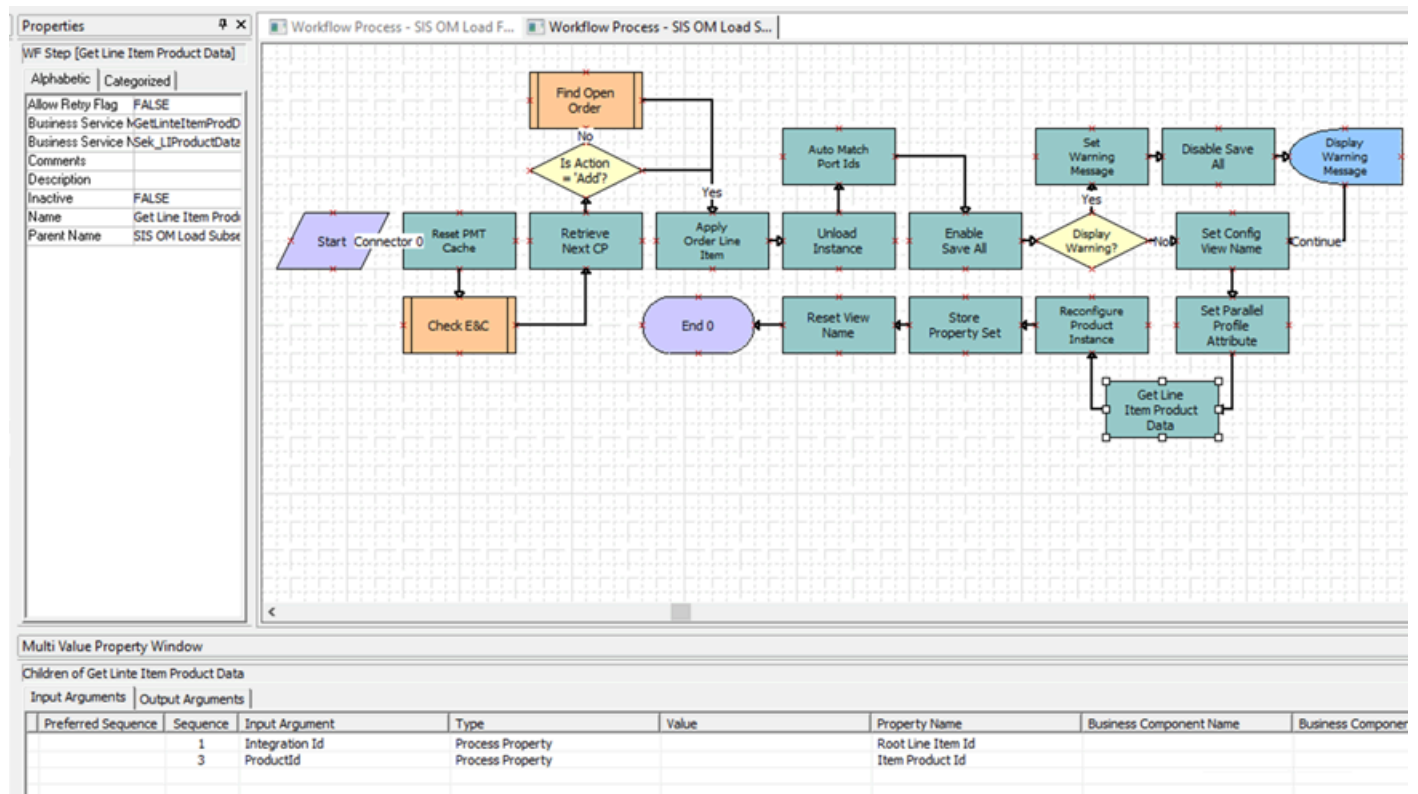 Properties
WF Step [Get Line Item Product Data]
Alphabetic Categorized
Allow Retry Flag FALSE
Business Service M GetLinteItemProdD
Business Service N Sek_LIProductData
Comments
Description
Inactive FALSE
Name Get Line Item Prod
Parent Name SIS OM Load Subse
Workflow Process - SIS OM Load F... Workflow Process - SIS OM Load S...
Find Open
Order
No
Is Action
= 'Add'?
Yes
Auto Match
Port Ids
Set
Warning
Message
Disable Save
All
Display
Warning
Message
Yes
Start
Connector 0
Reset PMT
Cache
Retrieve
Next CP
Apply
Order Line
Item
Unload
Instance
Enable
Save All
Display
Warning?
No
Set Config
View Name
Continue
Check E&C
End 0
Reset View
Name
Store
Property Set
Reconfigure
Product
Instance
Set Parallel
Profile
Attribute
Get Line
Item Product
Data
Multi Value Property Window
Children of Get Linte Item Product Data
Input Arguments Output Arguments
Preferred Sequence Sequence Input Argument Type Value Property Name Business Component Name Business Componer
1 Integration Id Process Property Root Line Item Id
3 ProductId Process Property Item Product Id